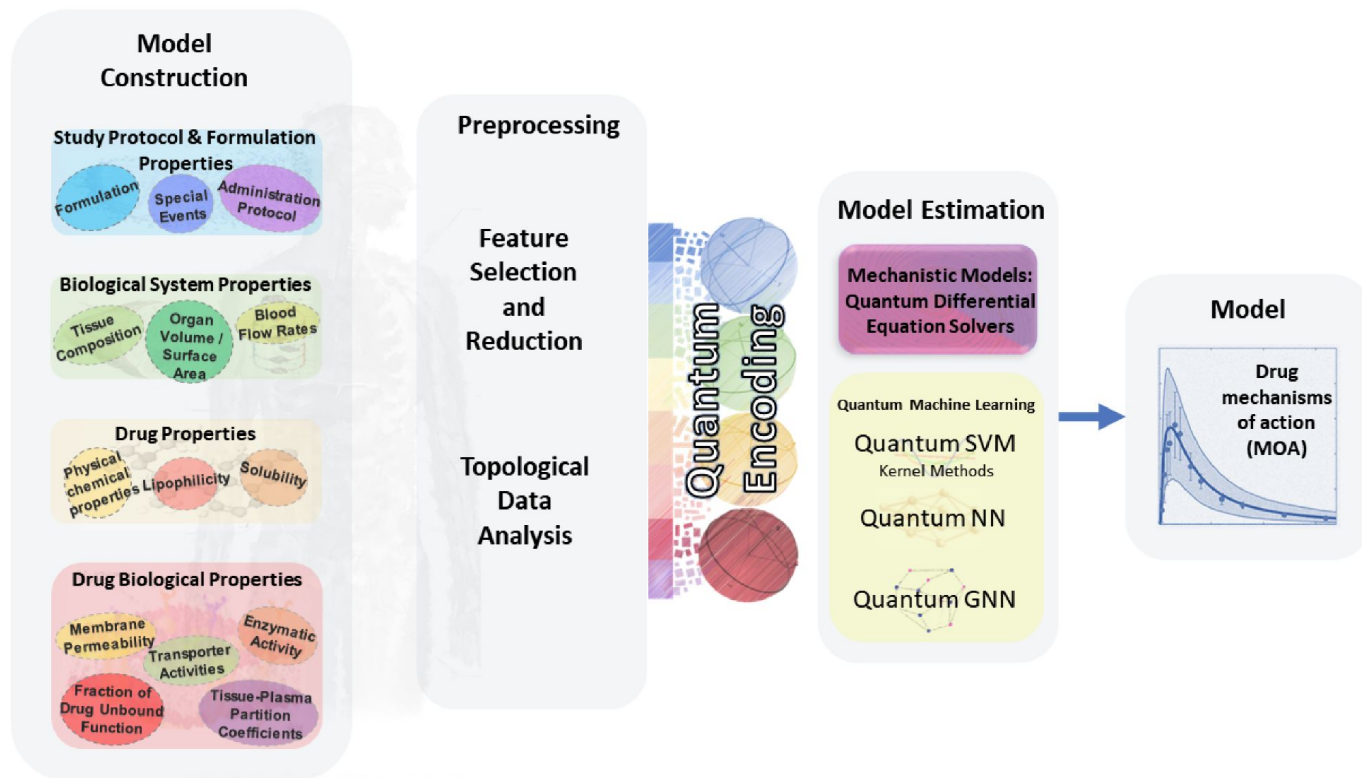 Model
Construction
Study Protocol & Formulation
Properties
Formulation
Special
Events
Administration
Protocol
Biological System Properties
Tissue
Composition
Organ
Volume /
Surface
Area
Blood
Flow Rates
Drug Properties
Physical
chemical
properties
Lipophilicity
Solubility
Drug Biological Properties
Membrane
Permeability
Transporter
Activities
Enzymatic
Activity
Fraction of
Drug Unbound
Function
Tissue-Plasma
Partition
Coefficients
Preprocessing
Feature
Selection
and
Reduction
Topological
Data
Analysis
Quantum
Encoding
Model Estimation
Mechanistic Models:
Quantum Differential
Equation Solvers
Quantum Machine Learning
Quantum SVM
Kernel Methods
Quantum NN
Quantum GNN
Model
Drug
mechanisms
of action
(MOA)